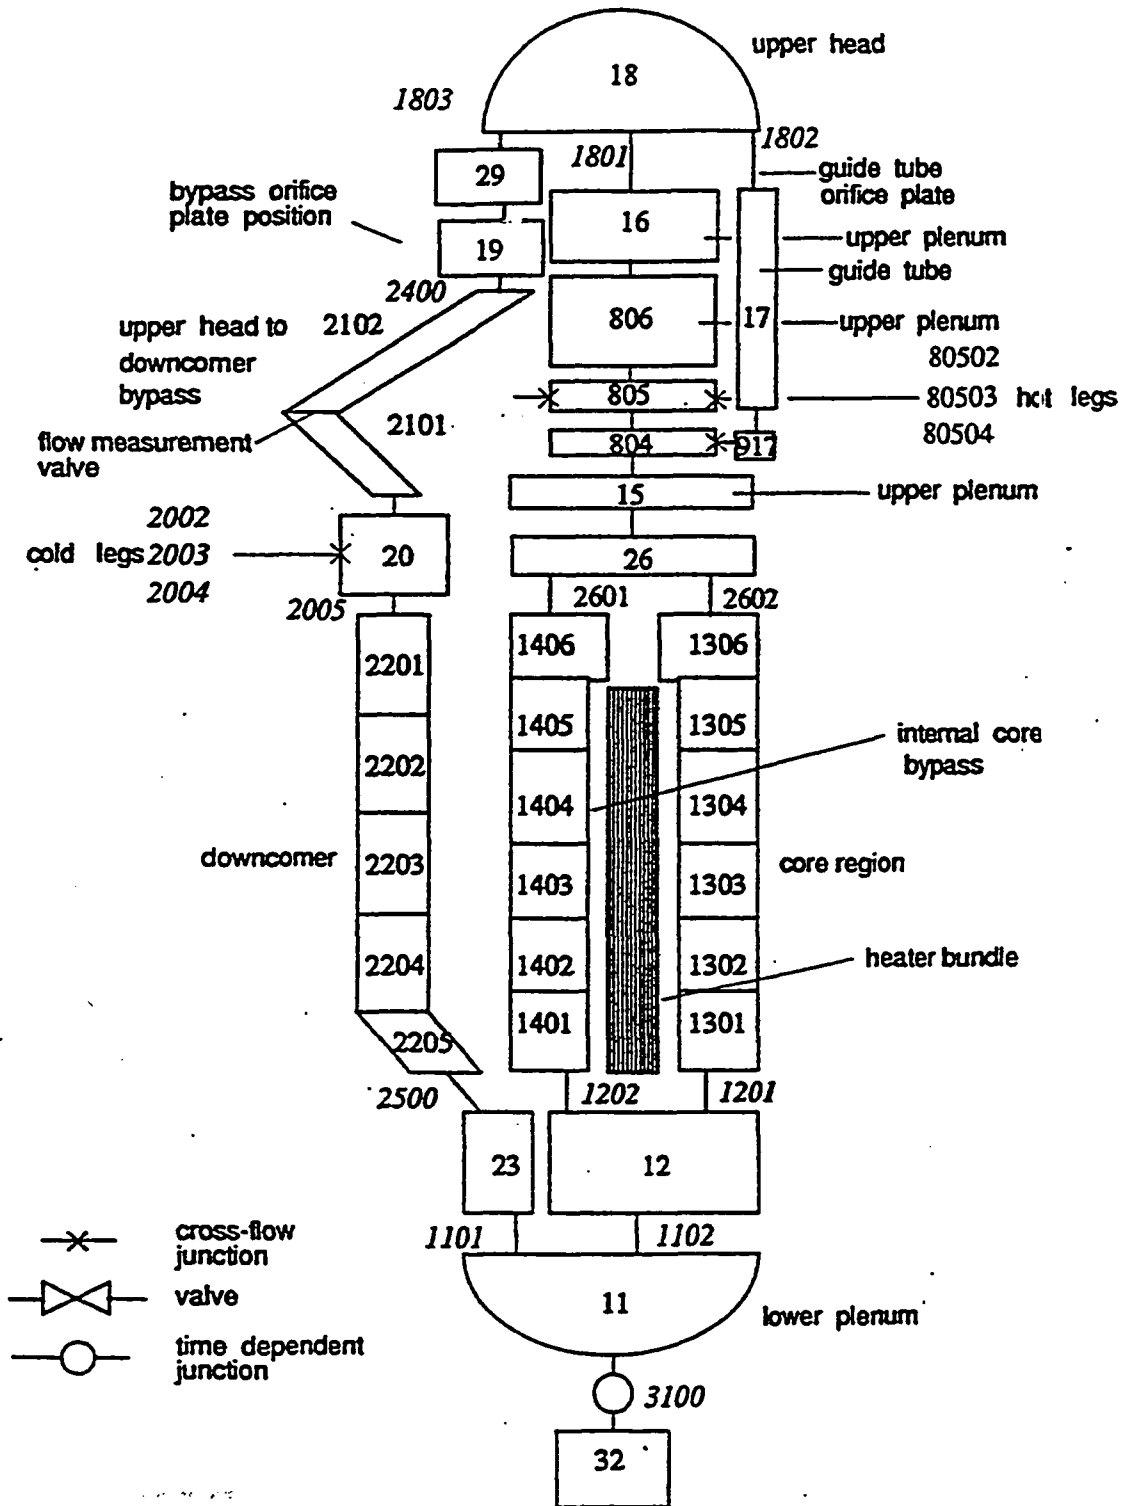 upper head
18
1803
1802
1801
29
guide tube
orifice plate
bypass orifice
plate position
16
upper plenum
19
guide tube
2400
upper head to
downcomer
bypass
2102
806
17
upper plenum
80502
805
80503 hot legs
80504
2101
flow measurement
valve
804
917
15
upper plenum
2002
cold legs 2003
2004
20
26
2005
2601
2602
1406
1306
2201
1405
1305
internal core
bypass
2202
1404
1304
downcomer
2203
1403
1303
core region
2204
1402
1302
heater bundle
1401
1301
2205
2500
1202
1201
23
12
cross-flow
junction
1101
1102
valve
11
lower plenum
time dependent
junction
3100
32